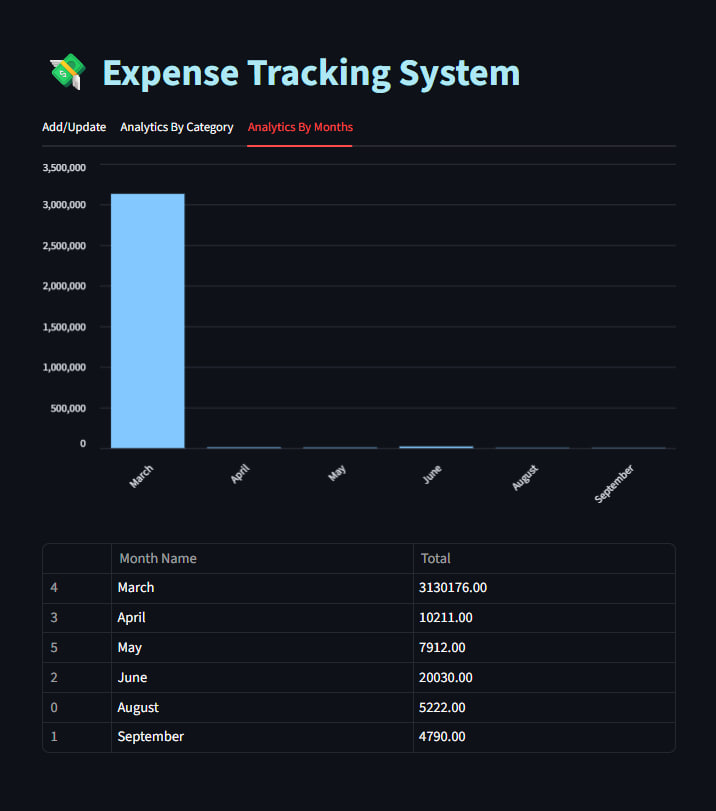 Expense Tracking System
Add/Update Analytics By Category Analytics By Months
3,500,000
3,000,000
2,500,000
2,000,000
1,500,000
1,000,000
500,000
0
March April May June August September
Month Name Total
4 March 3130176.00
3 April 10211.00
5 May 7912.00
2 June 20030.00
0 August 5222.00
1 September 4790.00